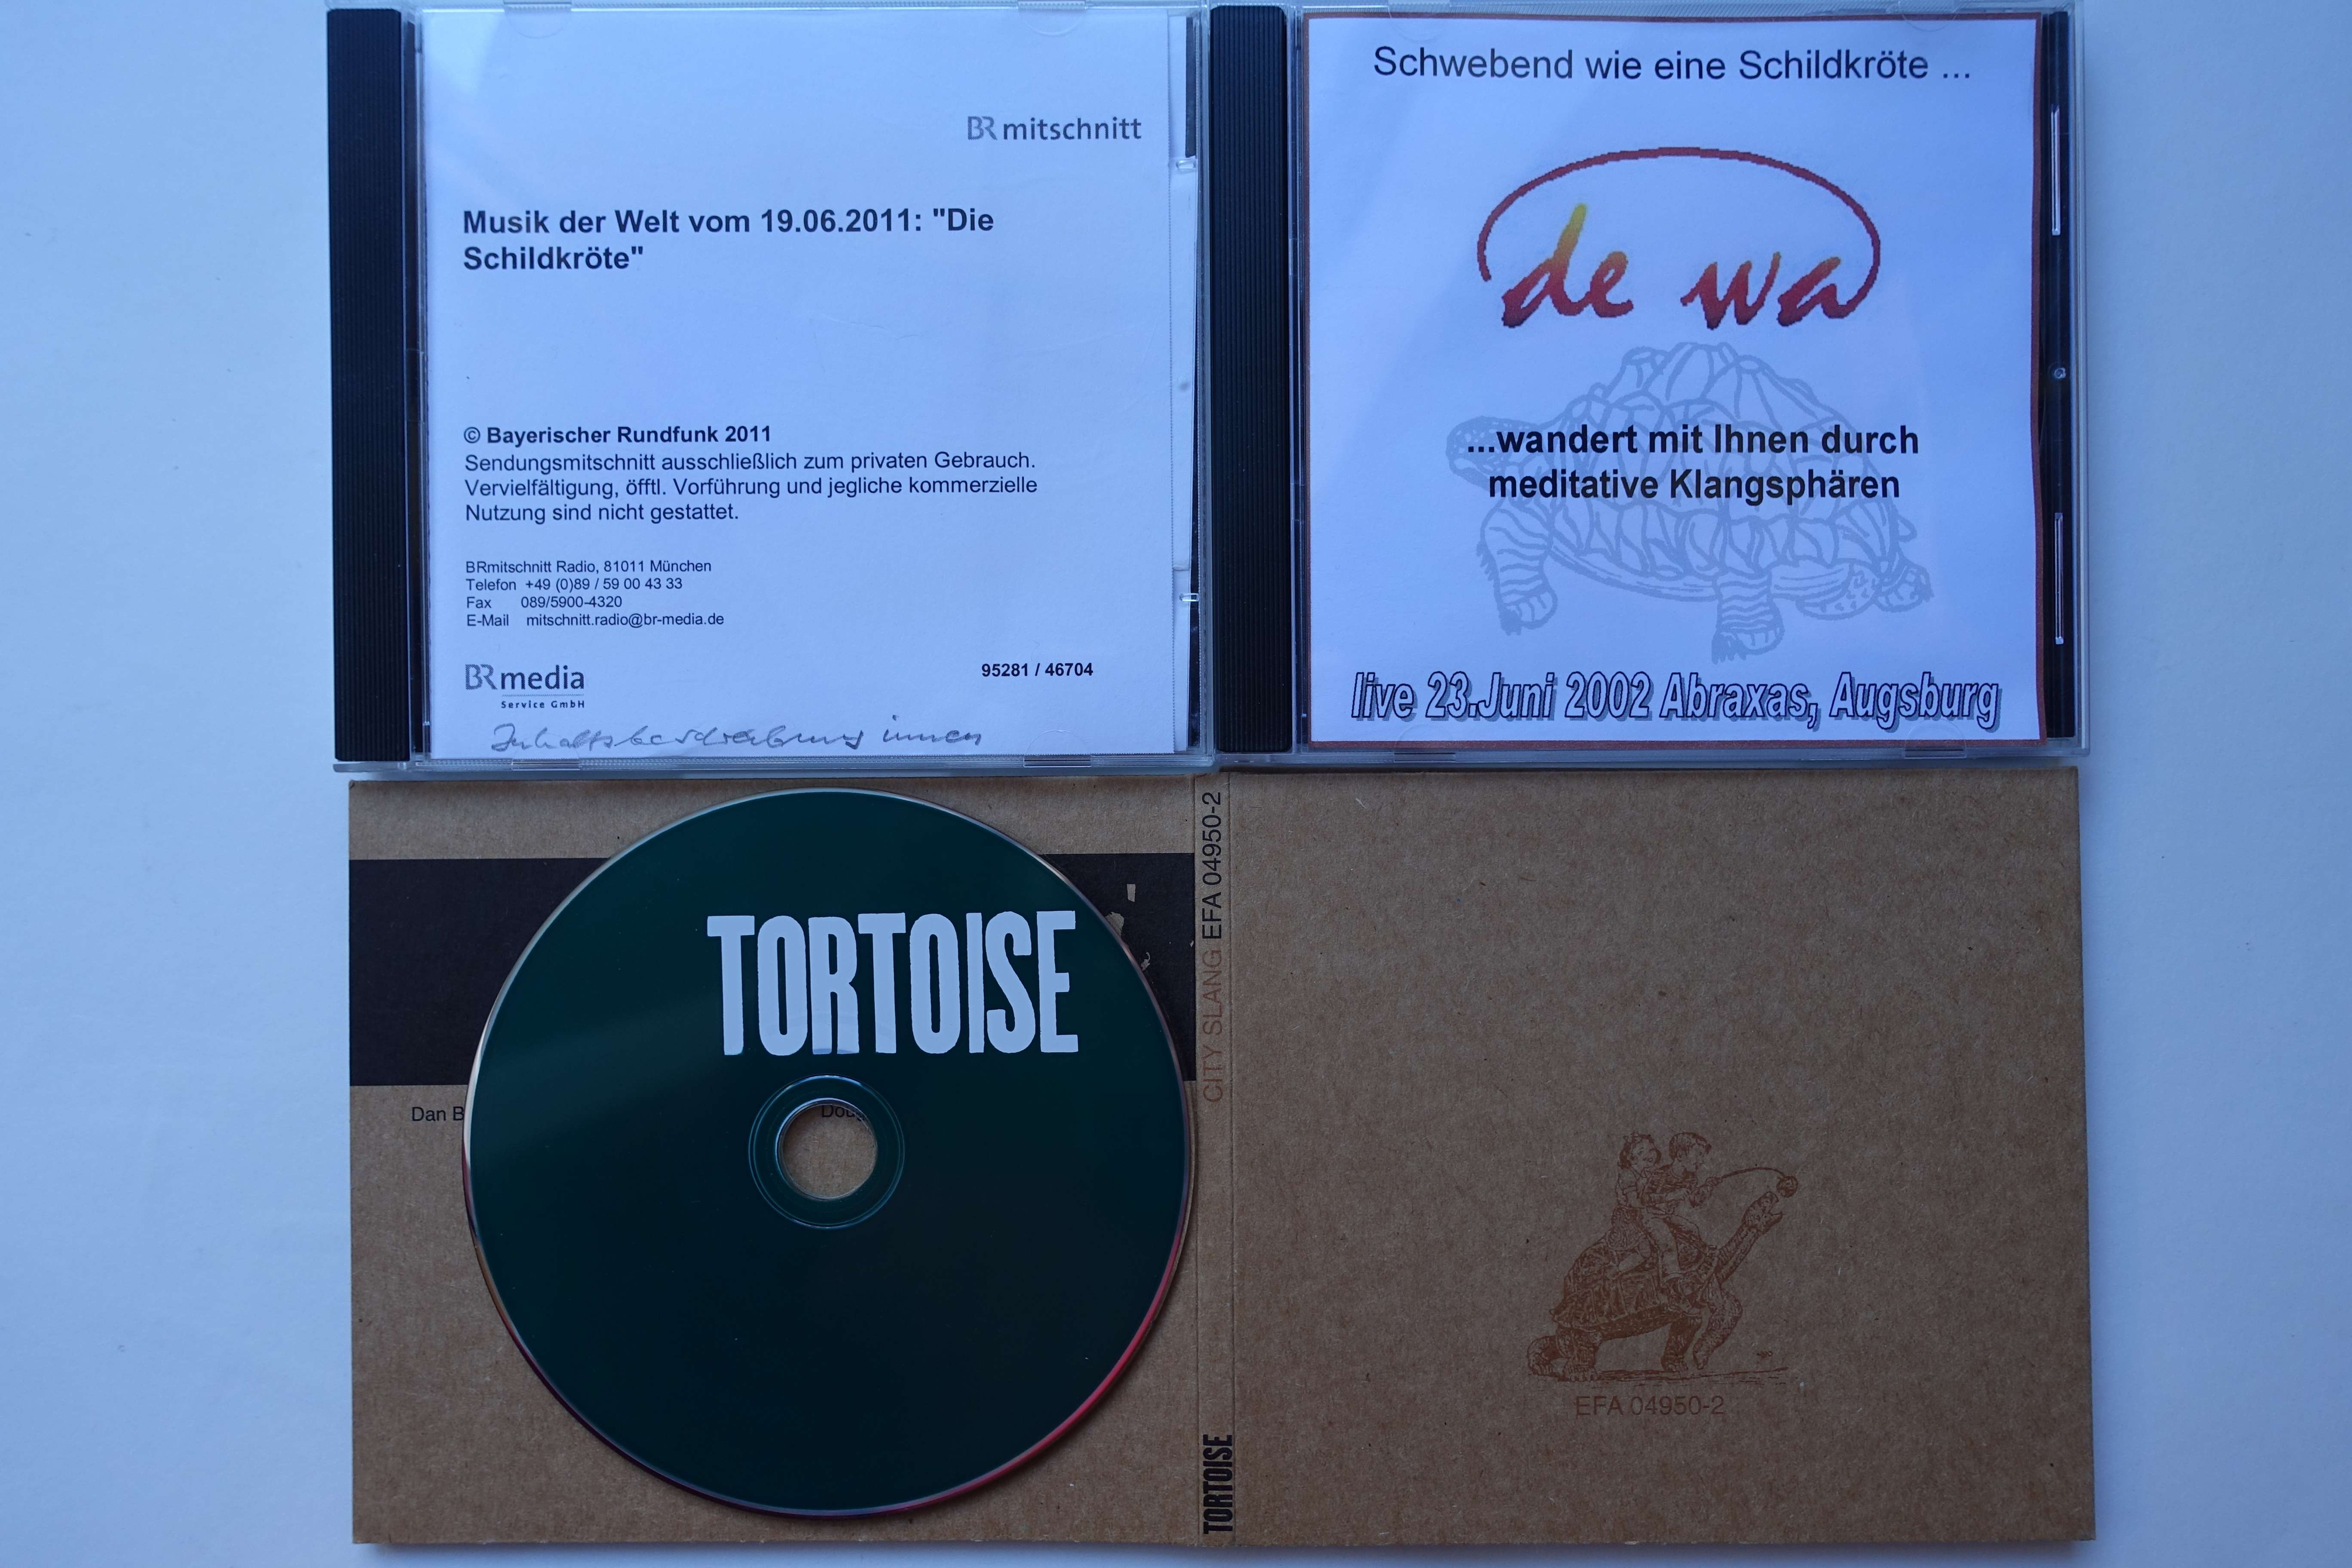 BR mitschnitt
Musik der Welt vom 19.06.2011: "Die
Schildkröte"
© Bayerischer Rundfunk 2011
Sendungsmitschnitt ausschließlich zum privaten Gebrauch.
Vervielfältigung, öfftl. Vorführung und jegliche kommerzielle
Nutzung sind nicht gestattet.
BRmitschnitt Radio, 81011 München
Telefon +49 (0)89 / 59 00 43 33
Fax 089/5900-4320
E-Mail mitschnitt.radio@br-media.de
BR media
Service GmbH
95281 / 46704
Inhaltsbeschreibung innen
Schwebend wie eine Schildkröte ...
de wa
...wandert mit Ihnen durch
meditative Klangsphären
live 23.Juni 2002 Abraxas, Augsburg
TORTOISE
Dan B
Doug
CITY SLANG EFA 04950-2
TORTOISE
EFA 04950-2